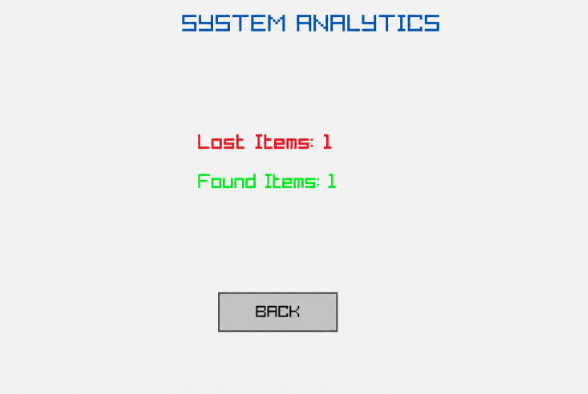 SYSTEM ANALYTICS
Lost Items: 1
Found Items: 1
BACK